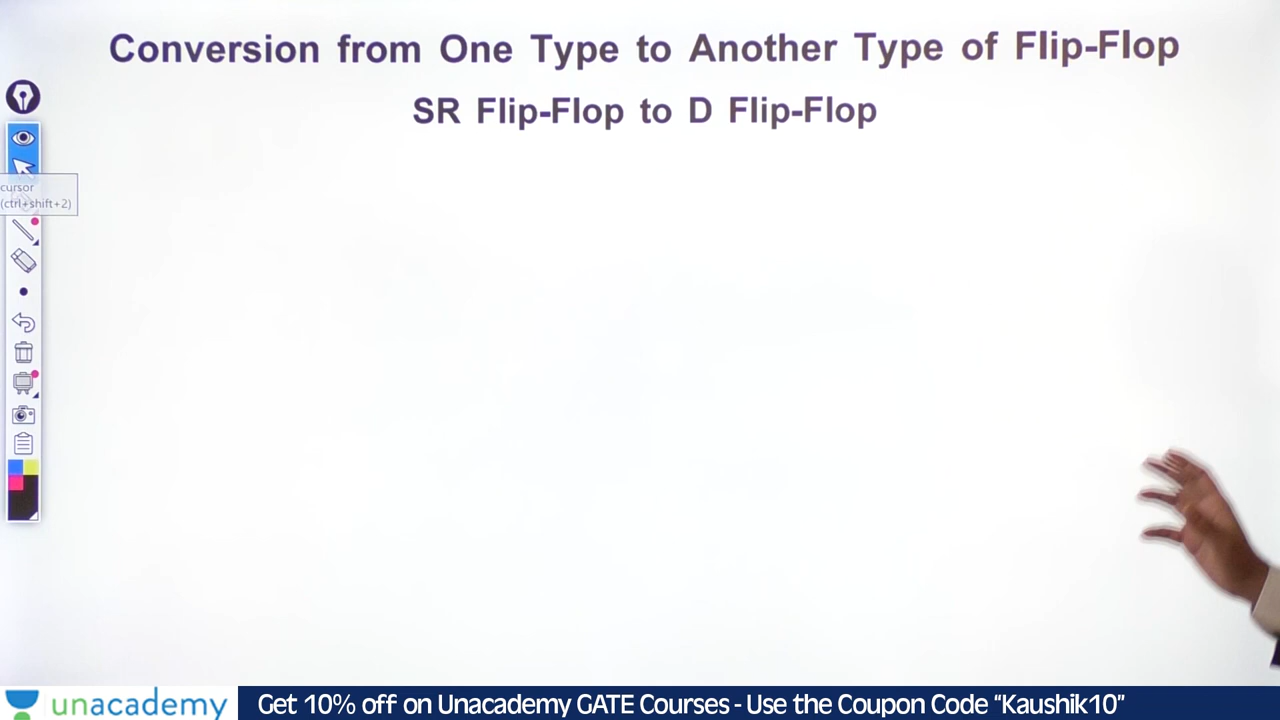 Conversion from One Type to Another Type of Flip-Flop
SR Flip-Flop to D Flip-Flop
cursor
(ctrl+shift+2)
unacademy
Get 10% off on Unacademy GATE Courses - Use the Coupon Code “Kaushik10”